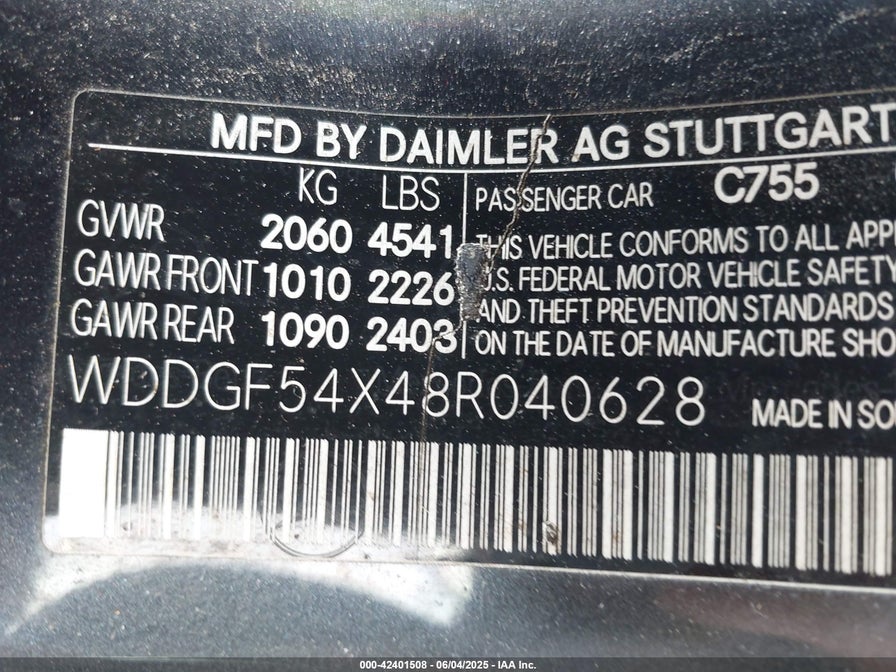 MFD BY DAIMLER AG STUTTGART
KG LBS
GVWR 2060 4541
GAWR FRONT 1010 2226
GAWR REAR 1090 2403
PASSENGER CAR C755
THIS VEHICLE CONFORMS TO ALL APPL
U.S. FEDERAL MOTOR VEHICLE SAFETY
AND THEFT PREVENTION STANDARDS
ON THE DATE OF MANUFACTURE SHO
WDDGF54X48R040628
MADE IN SO
000-42401508 - 06/04/2025 - IAA Inc.